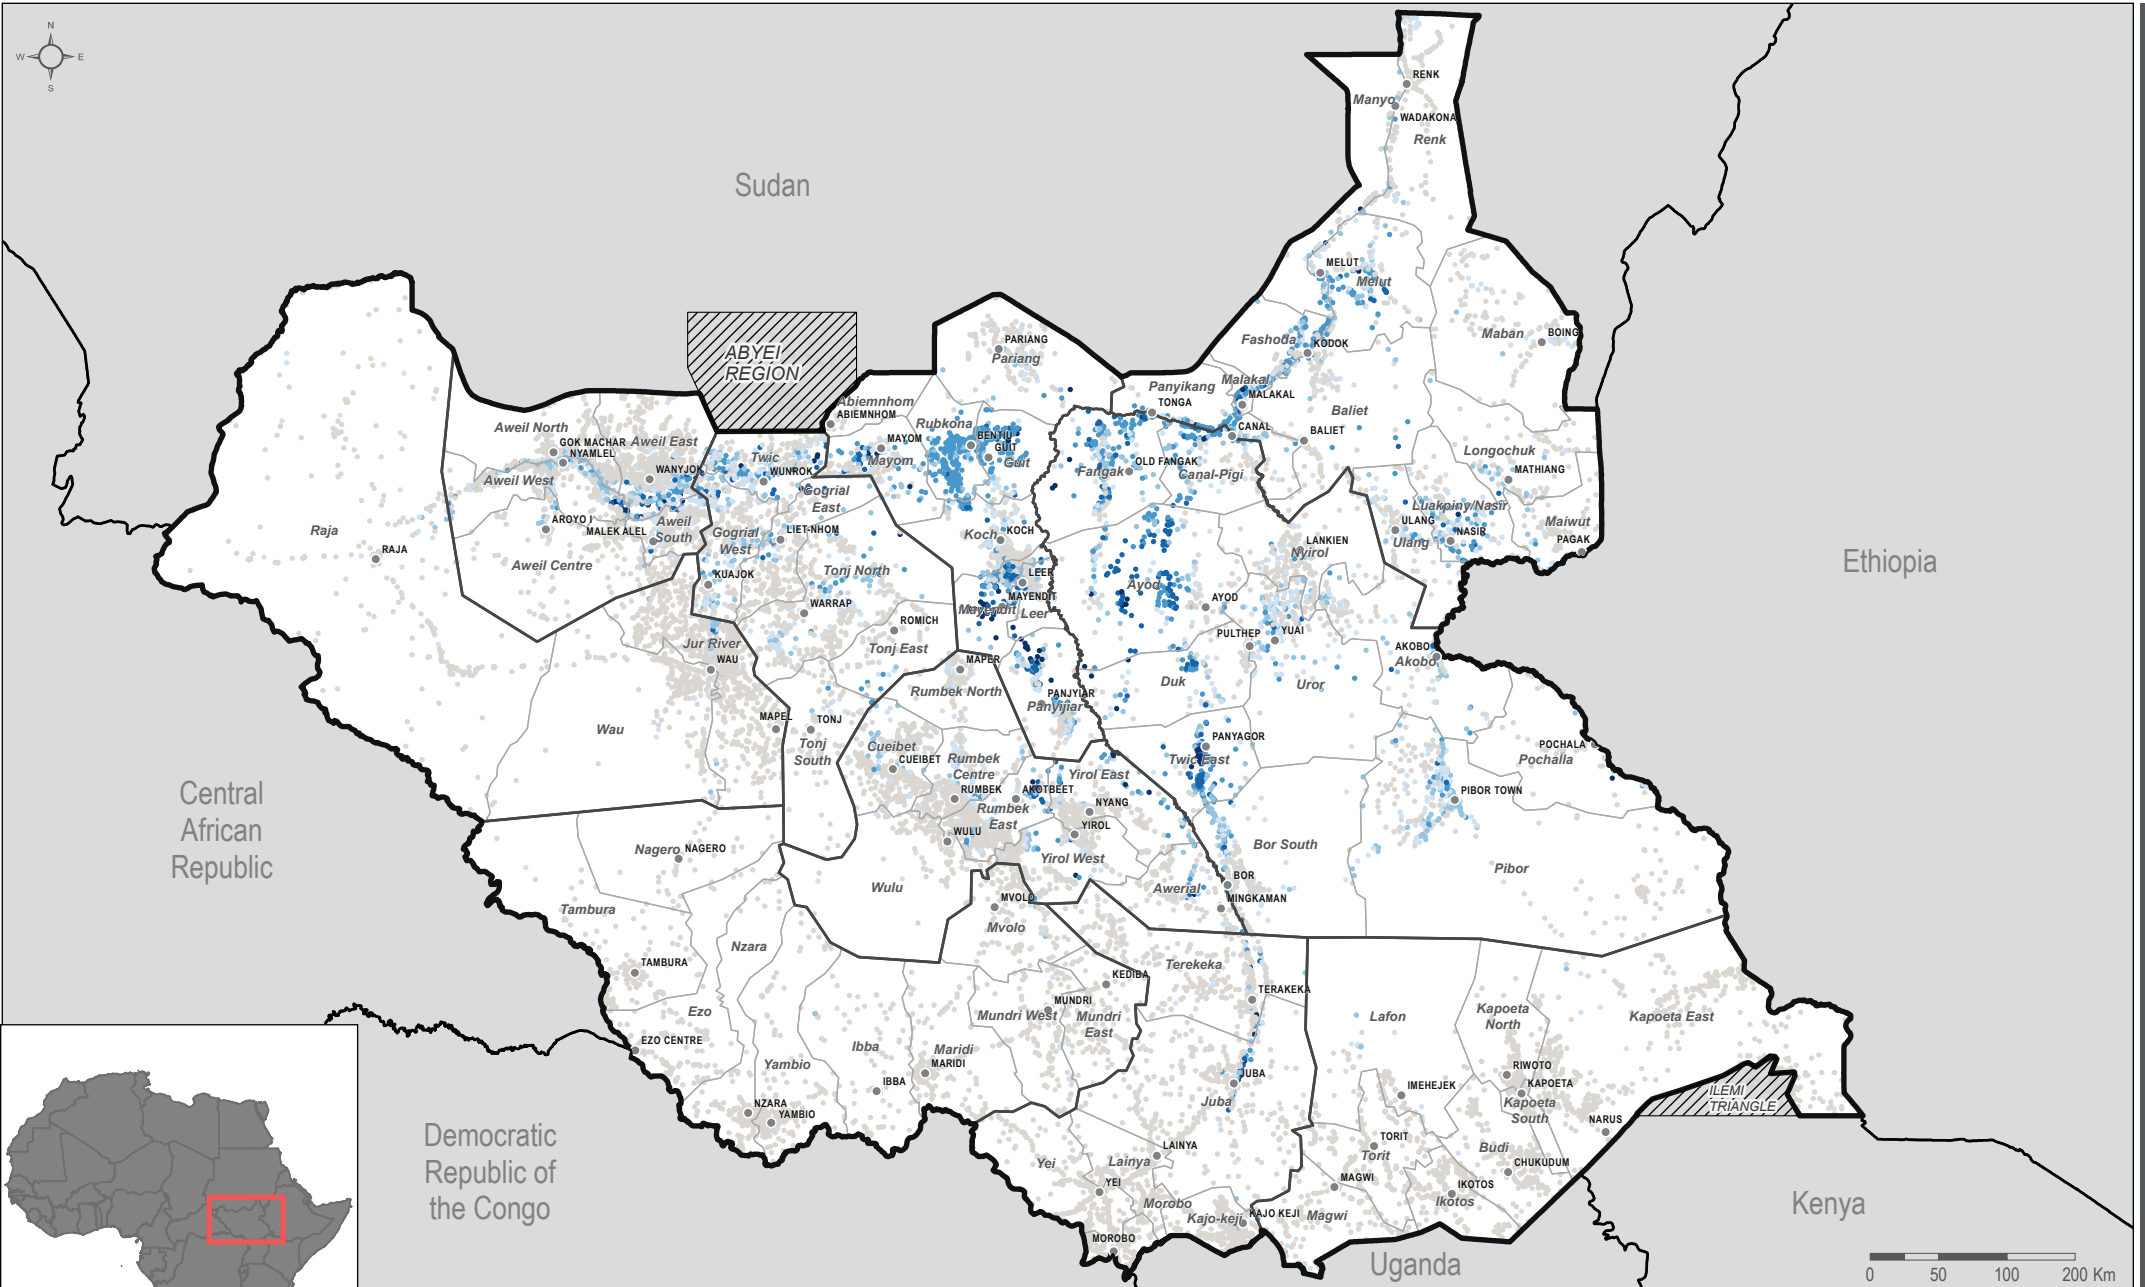 N
W
E
S
Sudan
RENK
Manyo
WADAKONA
Renk
MELUT
Melut
ABYEI
REGION
PARIANG
Pariang
Fashoda
KODOK
Maban
BOING
Abiemnhom
ABIEMNHOM
Panyikang
Malakal
TONGA
MALAKAL
Baliet
Aweil North
GOK MACHAR
NYAMLEL
Aweil East
Rubkona
MAYOM
BENTIU
GUIT
Guit
CANAL
BALIET
Mayom
Twic
WUNROK
WANYJOK
Aweil West
Fangak
OLD FANGAK
Canal-Pigi
Longochuk
MATHIANG
Gogrial
East
Luakpiny/Nasir
ULANG
NASIR
Ulang
Maiwut
PAGAK
Raja
RAJA
AROYO I
MALEK ALEL
Aweil
South
Gogrial
West
LIET-NHOM
Koch
KOCH
LANKIEN
Nyirol
Ethiopia
Aweil Centre
KUAJOK
Tonj North
WARRAP
LEER
MAYENDIT
Mayendit
Leer
Ayod
AYOD
PULTHEP
YUAI
ROMICH
Tonj East
Jur River
WAU
MAPER
Rumbek North
AKOBO
Akobo
Duk
Uror
PANJYIAR
Panyijiar
Wau
MAPEL
TONJ
Tonj
South
Cueibet
CUEIBET
Rumbek
Centre
RUMBEK
AKOTBEET
Rumbek
East
Yirol East
NYANG
YIROL
WULU
Yirol West
PANYAGOR
Twic East
POCHALA
Pochalla
PIBOR TOWN
Pibor
Bor South
Central
African
Republic
Nagero
NAGERO
Wulu
Awerial
BOR
MINGKAMAN
MVOLO
Mvolo
Tambura
Nzara
TAMBURA
Terekeka
KEDIBA
TERAKEKA
MUNDRI
Mundri West
Mundri
East
Ezo
EZO CENTRE
Ibba
Maridi
MARIDI
Yambio
IBBA
NZARA
YAMBIO
Lafon
Kapoeta
North
Kapoeta East
RIWOTO
KAPOETA
Kapoeta
South
IMEHEJEK
JUBA
Juba
ILEMI
TRIANGLE
NARUS
Democratic
Republic of
the Congo
LAINYA
Lainya
Yei
YEI
Morobo
Kajo-keji
KAJO KEJI
MOROBO
TORIT
Torit
MAGWI
Magwi
Budi
CHUKUDUM
IKOTOS
Ikotos
Kenya
Uganda
0 50 100 200 Km